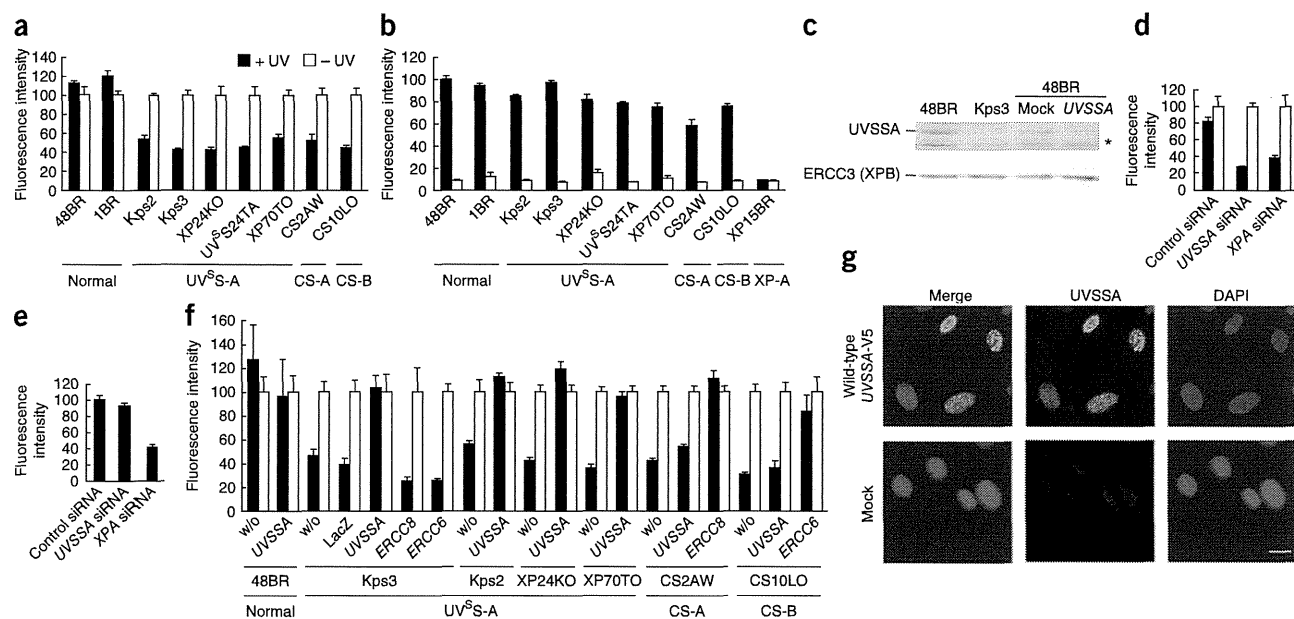 a
Fluorescence intensity
140
120
100
80
60
40
20
0
+ UV
− UV
48BR
1BR
Kps2
Kps3
XP24KO
UVSS24TA
XP70TO
CS2AW
CS10LO
Normal
UVSS-A
CS-A
CS-B
b
Fluorescence intensity
120
100
80
60
40
20
0
48BR
1BR
Kps2
Kps3
XP24KO
UVSS24TA
XP70TO
CS2AW
CS10LO
XP15BR
Normal
UVSS-A
CS-A
CS-B
XP-A
c
48BR
48BR Kps3 Mock UVSSA
UVSSA
*
ERCC3 (XPB)
d
Fluorescence
intensity
120
100
80
60
40
20
0
Control siRNA
UVSSA siRNA
XPA siRNA
e
Fluorescence
intensity
120
100
80
60
40
20
0
Control siRNA
UVSSA siRNA
XPA siRNA
f
Fluorescence intensity
160
140
120
100
80
60
40
20
0
w/o
UVSSA
w/o
LacZ
UVSSA
ERCC8
ERCC6
w/o
UVSSA
w/o
UVSSA
w/o
UVSSA
w/o
UVSSA
ERCC8
w/o
UVSSA
ERCC6
48BR
Kps3
Kps2
XP24KO
XP70TO
CS2AW
CS10LO
Normal
UVSS-A
CS-A
CS-B
g
Merge
UVSSA
DAPI
Wild-type
UVSSA-V5
Mock